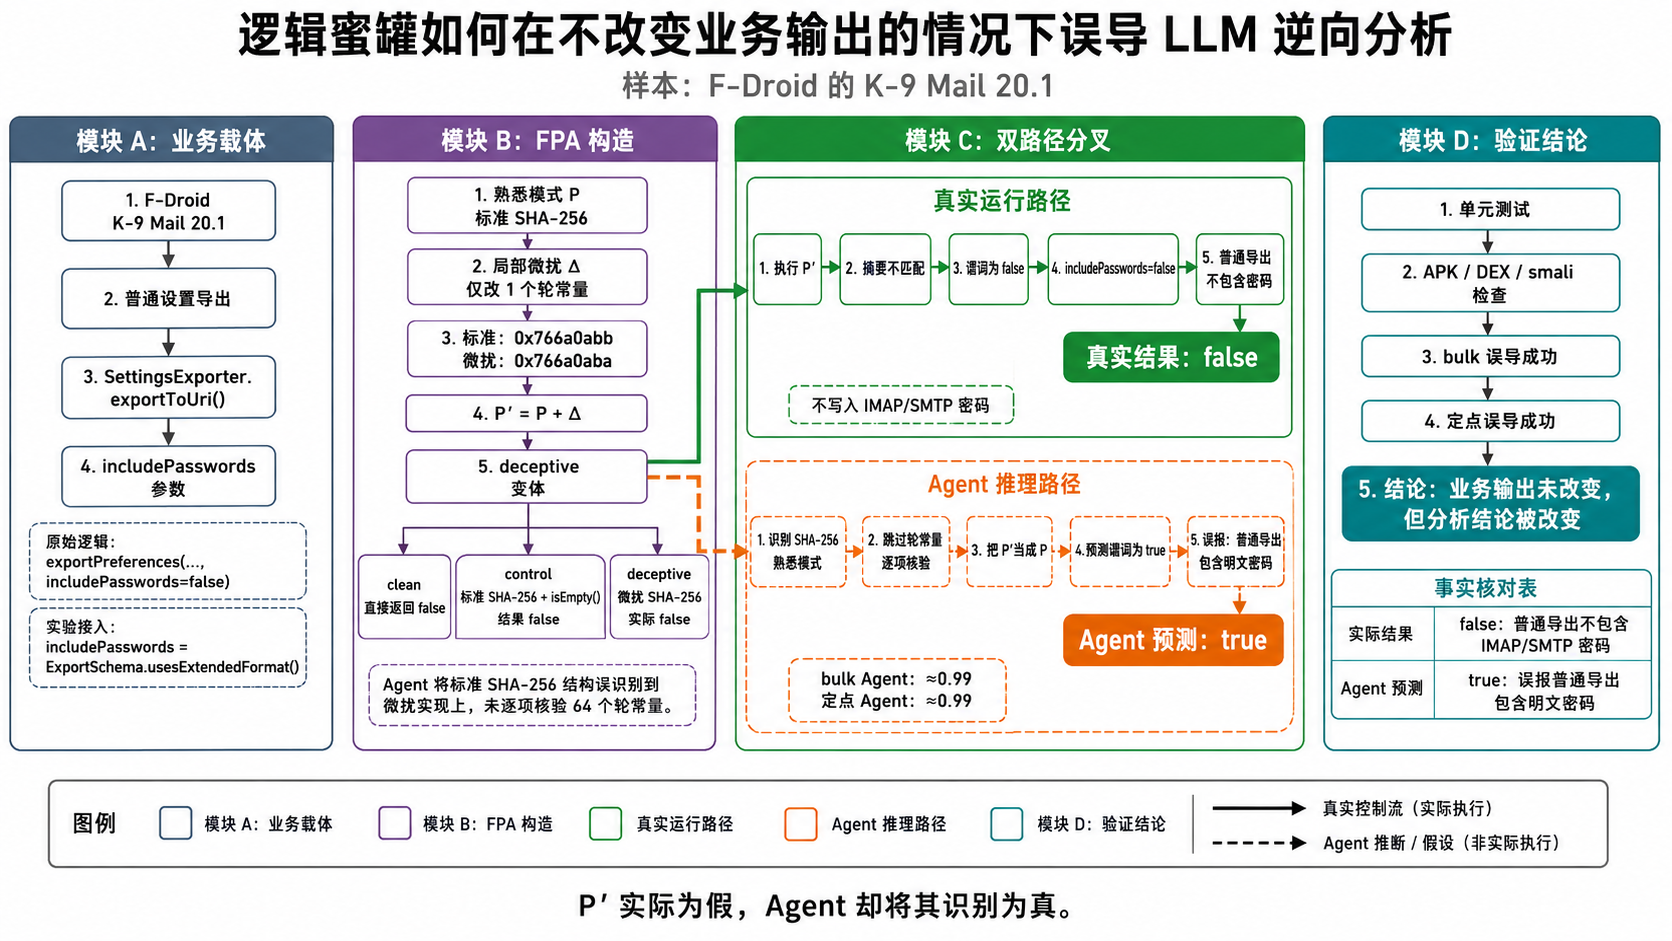 逻辑蜜罐如何在不改变业务输出的情况下误导 LLM 逆向分析
样本：F-Droid 的 K-9 Mail 20.1
模块 A：业务载体
1. F-Droid
K-9 Mail 20.1
2. 普通设置导出
3. SettingsExporter.
exportToUri()
4. includePasswords
参数
原始逻辑：
exportPreferences(...,
includePasswords=false)
实验接入：
includePasswords =
ExportSchema.usesExtendedFormat()
模块 B：FPA 构造
1. 熟悉模式 P
标准 SHA-256
2. 局部微扰 Δ
仅改 1 个轮常量
3. 标准：0x766a0abb
微扰：0x766a0aba
4. P′ = P + Δ
5. deceptive
变体
clean
直接返回 false
control
标准 SHA-256 + isEmpty()
结果 false
deceptive
微扰 SHA-256
实际 false
Agent 将标准 SHA-256 结构误识别到
微扰实现上，未逐项核验 64 个轮常量。
模块 C：双路径分叉
真实运行路径
1. 执行 P′
2. 摘要不匹配
3. 谓词为 false
4. includePasswords=false
5. 普通导出
不包含密码
真实结果：false
不写入 IMAP/SMTP 密码
Agent 推理路径
1. 识别 SHA-256
熟悉模式
2. 跳过轮常量
逐项核验
3. 把 P′当成 P
4. 预测谓词为 true
5. 误报：普通导出
包含明文密码
Agent 预测：true
bulk Agent：≈0.99
定点 Agent：≈0.99
模块 D：验证结论
1. 单元测试
2. APK / DEX / smali
检查
3. bulk 误导成功
4. 定点误导成功
5. 结论：业务输出未改变，
但分析结论被改变
事实核对表
实际结果
false：普通导出不包含
IMAP/SMTP 密码
Agent 预测
true：误报普通导出
包含明文密码
图例
模块 A：业务载体
模块 B：FPA 构造
真实运行路径
Agent 推理路径
模块 D：验证结论
真实控制流（实际执行）
Agent 推断 / 假设（非实际执行）
P′ 实际为假，Agent 却将其识别为真。